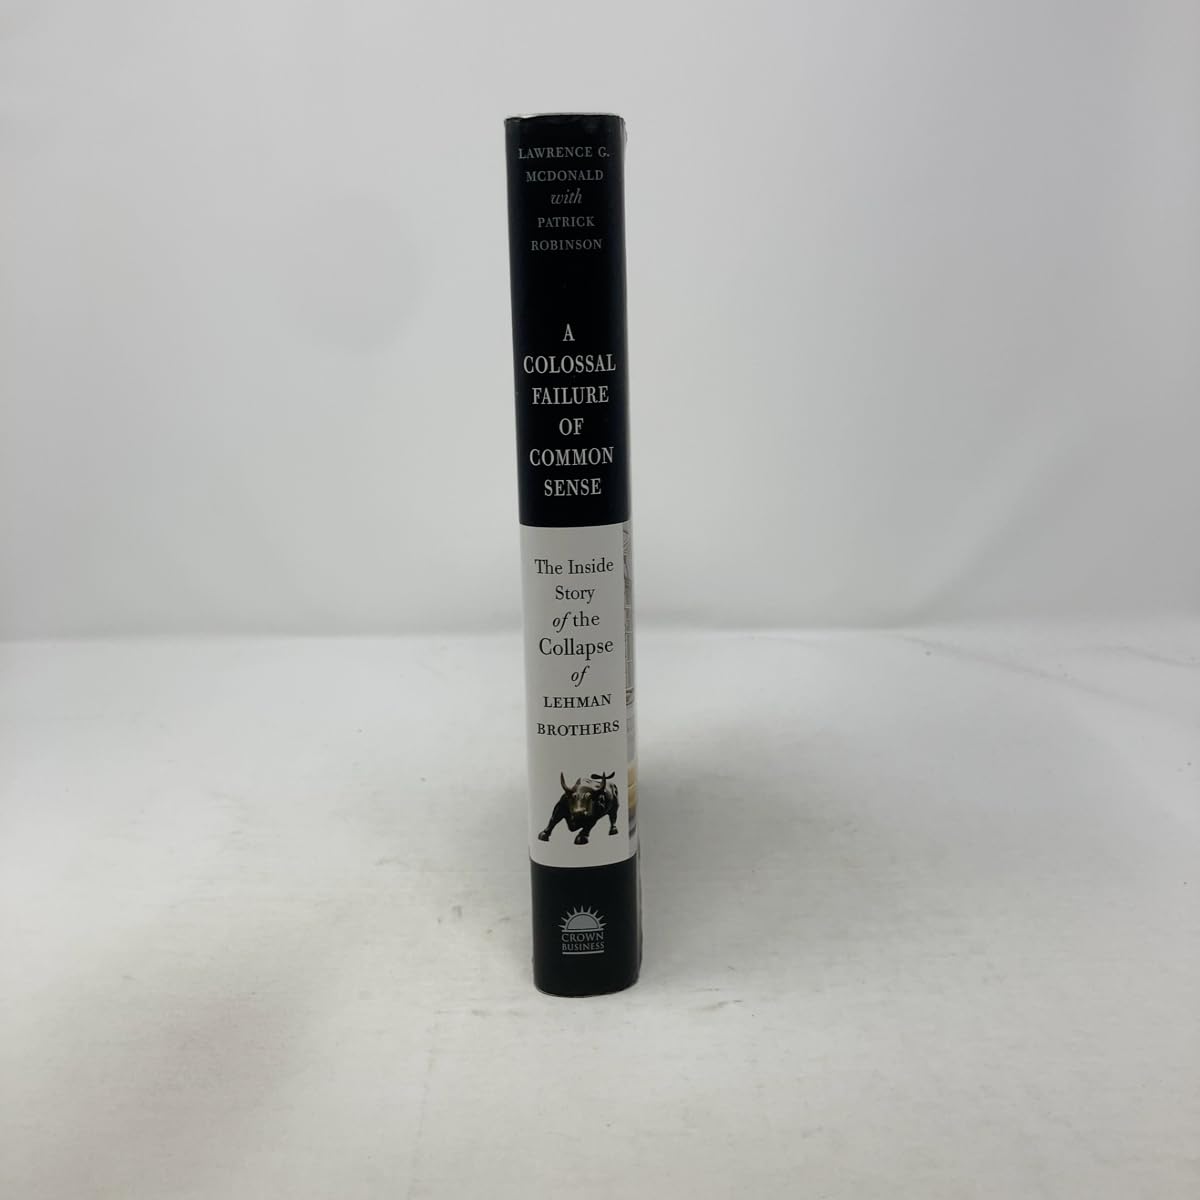 LAWRENCE G.
MCDONALD
with
PATRICK
ROBINSON
A
COLOSSAL
FAILURE
OF
COMMON
SENSE
The Inside
Story
of the
Collapse
of
LEHMAN
BROTHERS
CROWN
BUSINESS